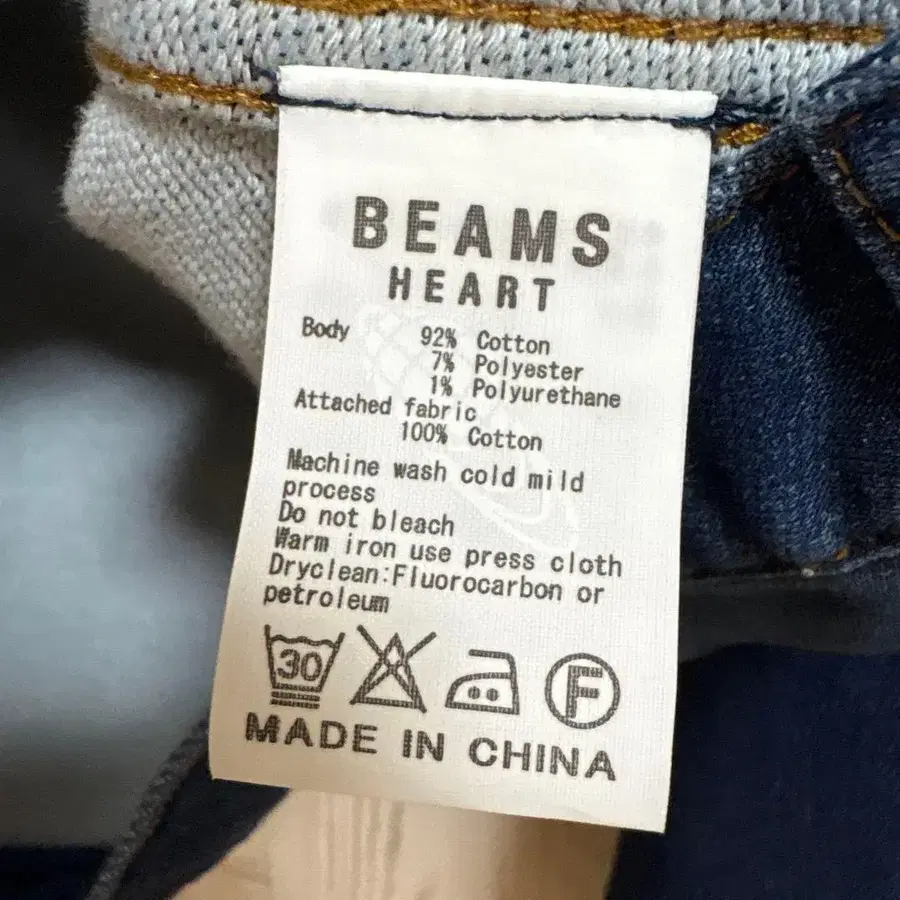 BEAMS
HEART
Body 92% Cotton
7% Polyester
1% Polyurethane
Attached fabric
100% Cotton
Machine wash cold mild
process
Do not bleach
Warm iron use press cloth
Dryclean:Fluorocarbon or
petroleum
30 F
MADE IN CHINA